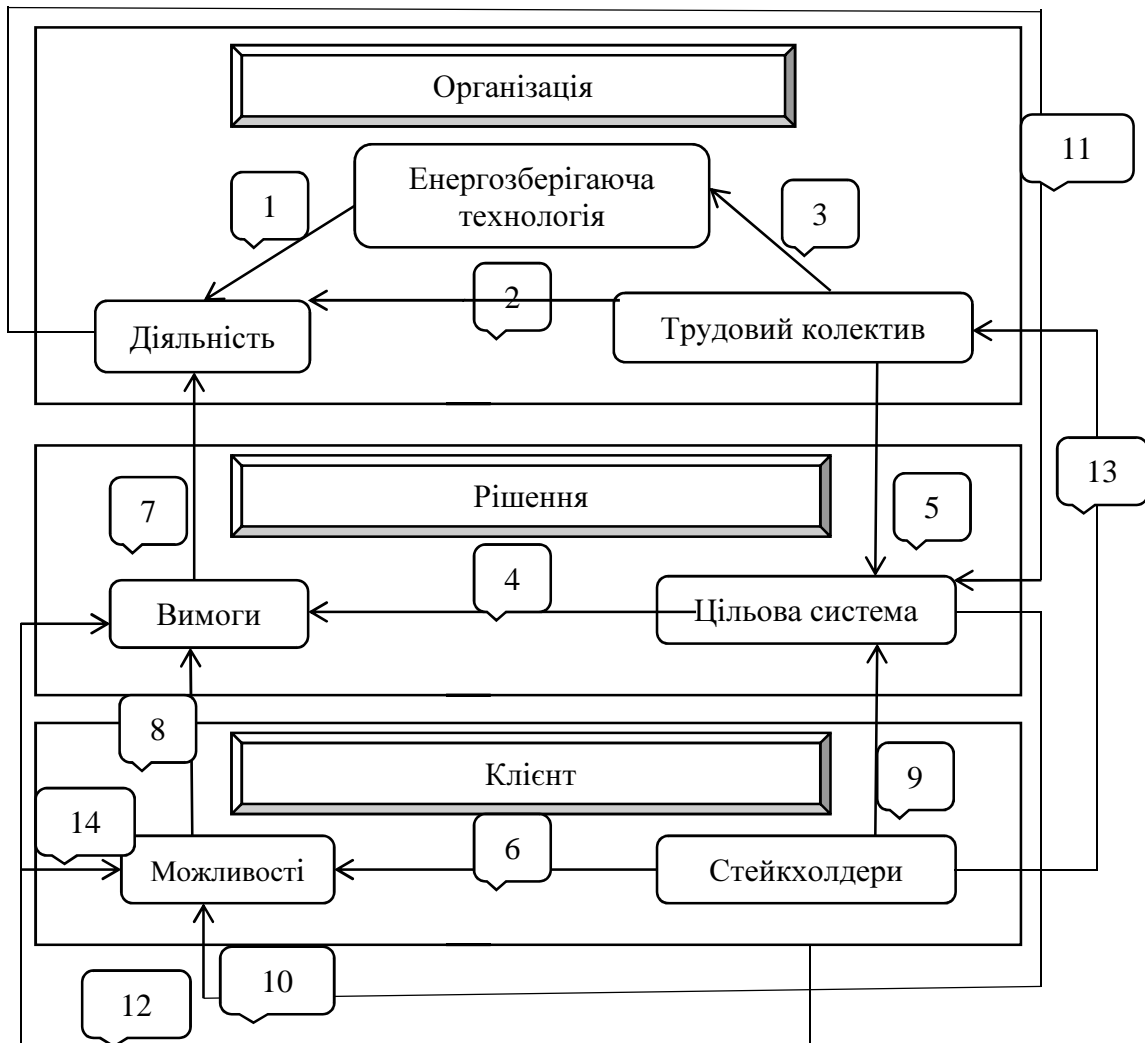 Організація
11
Енергозберігаюча
технологія
1
3
2
Діяльність
Трудовий колектив
13
Рішення
7
5
4
Вимоги
Цільова система
8
Клієнт
9
14
6
Можливості
Стейкхолдери
10
12